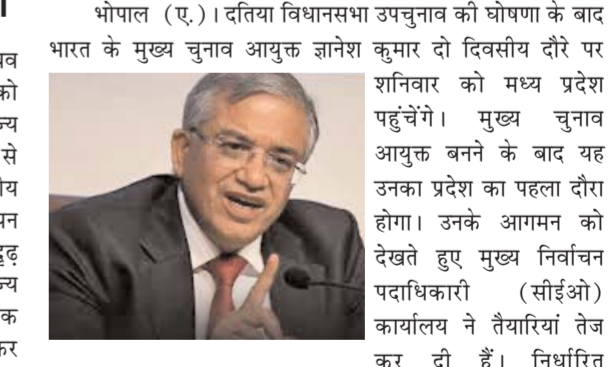 भोपाल (ए.)। दतिया विधानसभा उपचुनाव की घोषणा के बाद
भारत के मुख्य चुनाव आयुक्त ज्ञानेश कुमार दो दिवसीय दौरे पर
शनिवार को मध्य प्रदेश
पहुंचेंगे। मुख्य चुनाव
आयुक्त बनने के बाद यह
उनका प्रदेश का पहला दौरा
होगा। उनके आगमन को
देखते हुए मुख्य निर्वाचन
पदाधिकारी (सीईओ)
कार्यालय ने तैयारियां तेज
कर दी हैं। निर्धारित